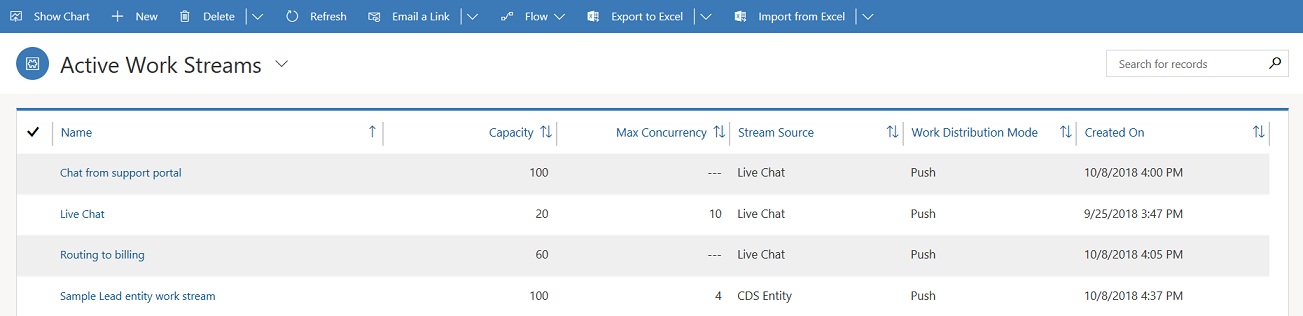 Show Chart New Delete Refresh Email a Link Flow Export to Excel Import from Excel
Active Work Streams
Search for records
Name Capacity Max Concurrency Stream Source Work Distribution Mode Created On
Chat from support portal 100 --- Live Chat Push 10/8/2018 4:00 PM
Live Chat 20 10 Live Chat Push 9/25/2018 3:47 PM
Routing to billing 60 --- Live Chat Push 10/8/2018 4:05 PM
Sample Lead entity work stream 100 4 CDS Entity Push 10/8/2018 4:37 PM